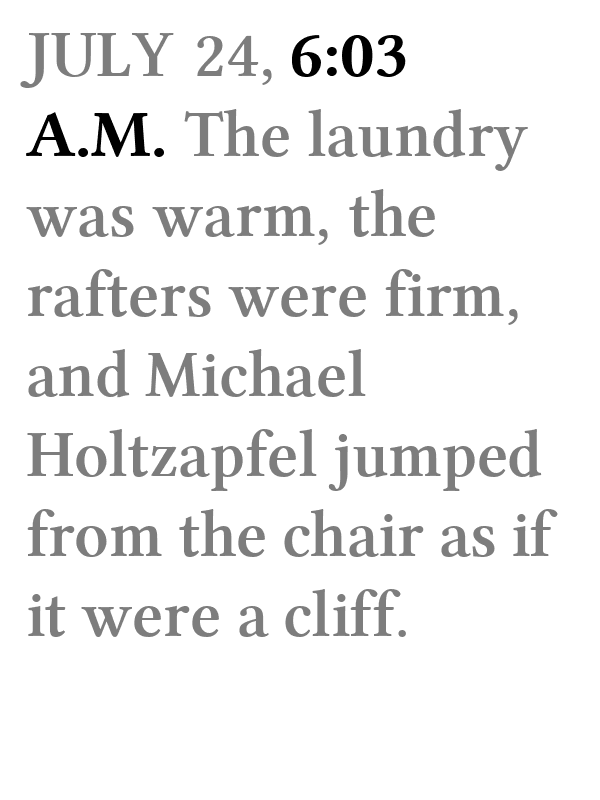 JULY 24, 6:03
A.M. The laundry
was warm, the
rafters were firm,
and Michael
Holtzapfel jumped
from the chair as if
it were a cliff.